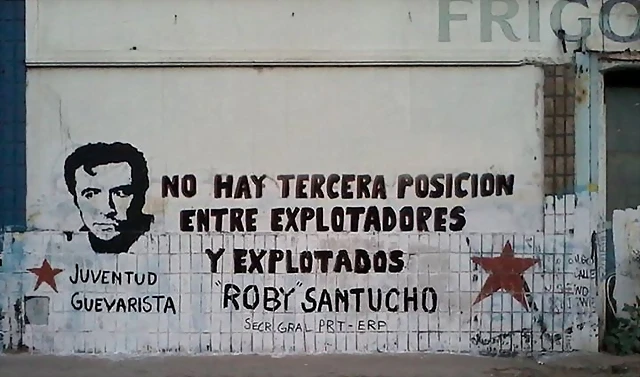 FRIGO
NO HAY TERCERA POSICION
ENTRE EXPLOTADORES
Y EXPLOTADOS
"ROBY" SANTUCHO
SECR GRAL PRT-ERP
JUVENTUD
GUEVARISTA